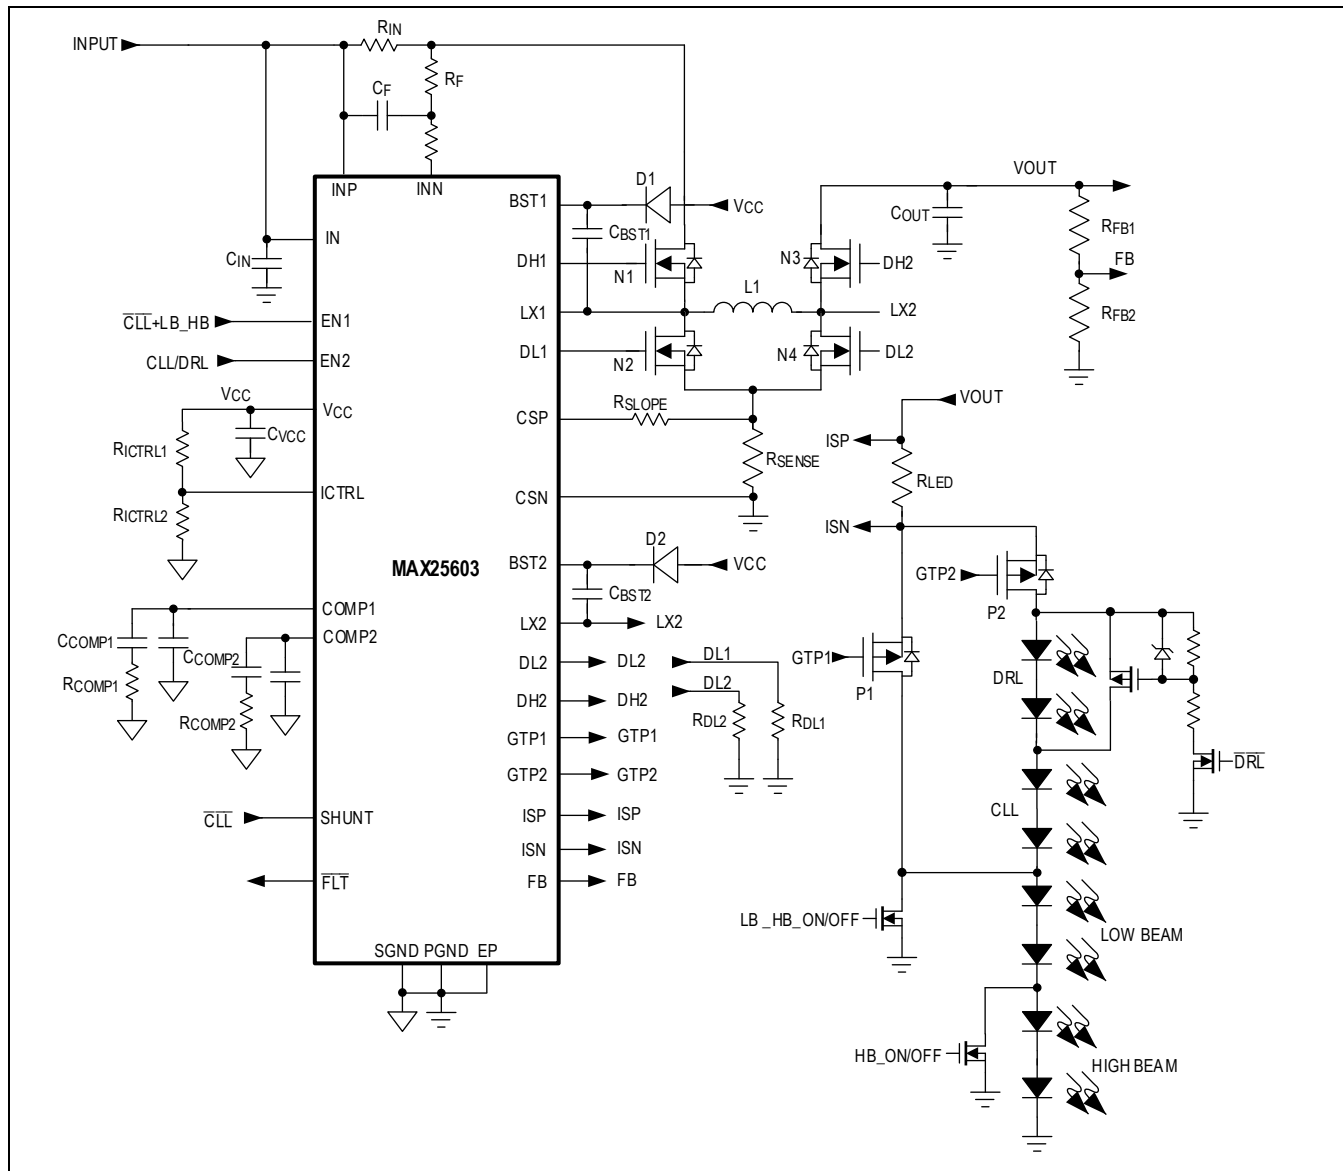 INPUT
RIN
RF
CF
INP
INN
IN
CIN
CLL+LB_HB
EN1
CLL/DRL
EN2
VCC
VCC
CVCC
RICTRL1
ICTRL
RICTRL2
MAX25603
COMP1
COMP2
CCOMP1
CCOMP2
RCOMP1
RCOMP2
CLL
SHUNT
FLT
SGND PGND EP
BST1
D1
VCC
CBST1
DH1
N1
LX1
L1
LX2
DL1
N2
N3
DH2
N4
DL2
VOUT
COUT
RFB1
FB
RFB2
CSP
RSLOPE
RSENSE
CSN
BST2
D2
VCC
CBST2
LX2
LX2
DL2
DL2
DH2
DH2
GTP1
GTP1
GTP2
GTP2
ISP
ISP
ISN
ISN
FB
FB
DL1
DL2
RDL2
RDL1
VOUT
ISP
RLED
ISN
GTP2
P2
GTP1
P1
DRL
DRL
CLL
LB_HB_ON/OFF
LOW BEAM
HB_ON/OFF
HIGH BEAM